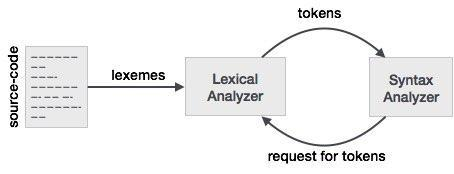 tokens
source-code
lexemes
Lexical
Analyzer
Syntax
Analyzer
request for tokens